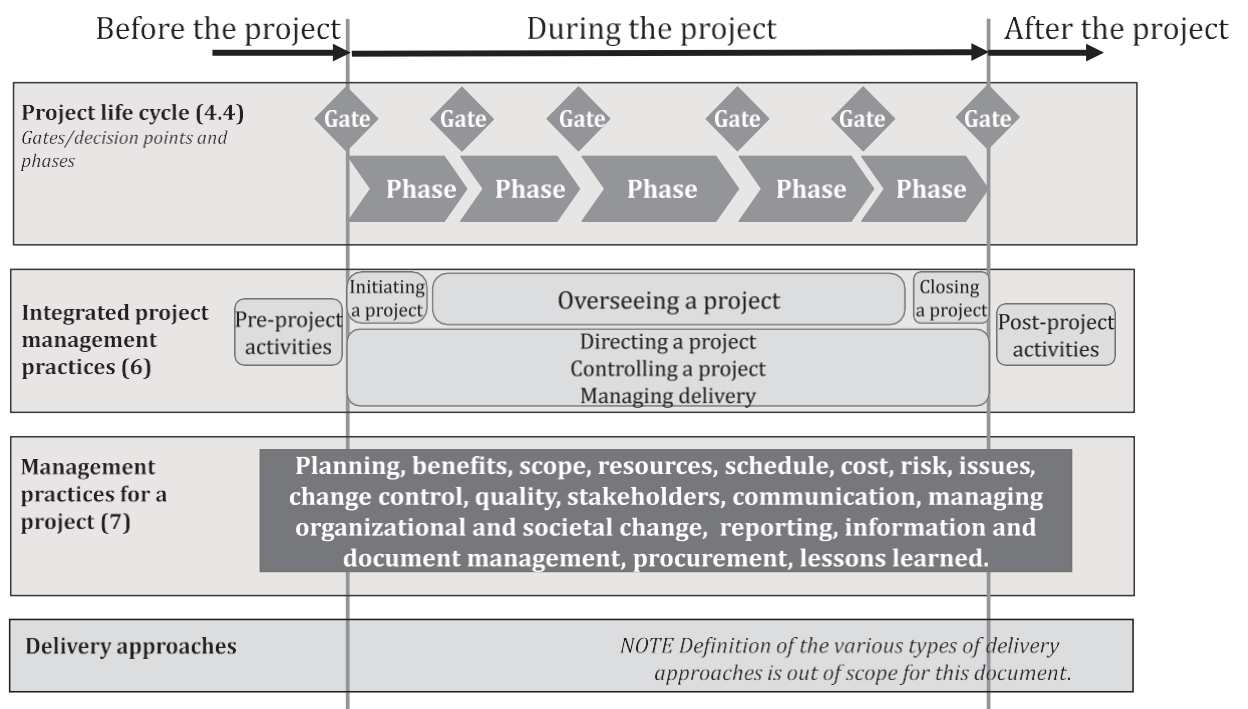 Before the project
During the project
After the project
Project life cycle (4.4)
Gates/decision points and
phases
Gate
Gate
Gate
Gate
Gate
Gate
Phase
Phase
Phase
Phase
Phase
Integrated project
management
practices (6)
Pre-project
activities
Initiating
a project
Overseeing a project
Closing
a project
Directing a project
Controlling a project
Managing delivery
Post-project
activities
Management
practices for a
project (7)
Planning, benefits, scope, resources, schedule, cost, risk, issues,
change control, quality, stakeholders, communication, managing
organizational and societal change, reporting, information and
document management, procurement, lessons learned.
Delivery approaches
NOTE Definition of the various types of delivery
approaches is out of scope for this document.